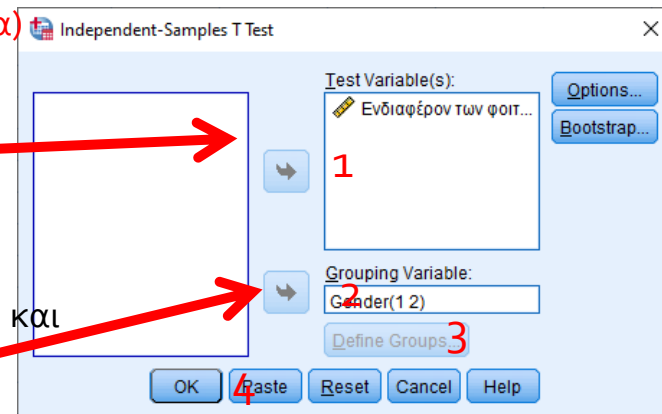 α)
Independent-Samples T Test
Test Variable(s):
Ενδιαφέρον των φοιτ...
1
Options...
Bootstrap...
Grouping Variable:
Gender(1 2)
2
και
Define Groups...
3
OK
Paste
4
Reset
Cancel
Help